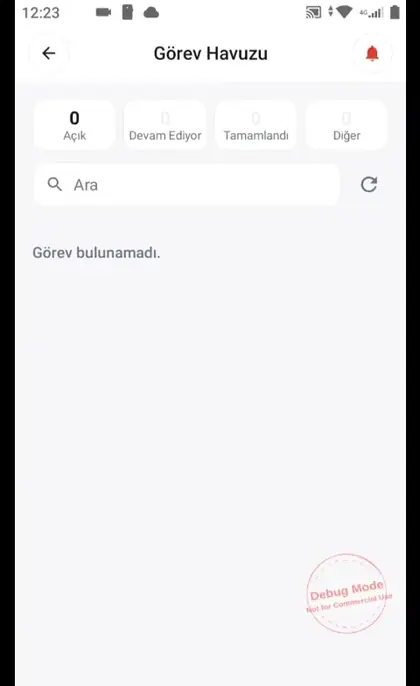 12:23
4G
Görev Havuzu
0 0 0 0
Açık Devam Ediyor Tamamlandı Diğer
Ara
Görev bulunamadı.
Debug Mode
Not for Commercial Use